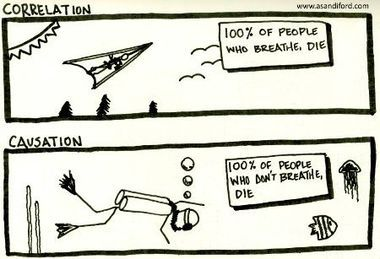 CORRELATION
www.asandiford.com
100% OF PEOPLE
WHO BREATHE, DIE
CAUSATION
100% OF PEOPLE
WHO DON'T BREATHE,
DIE